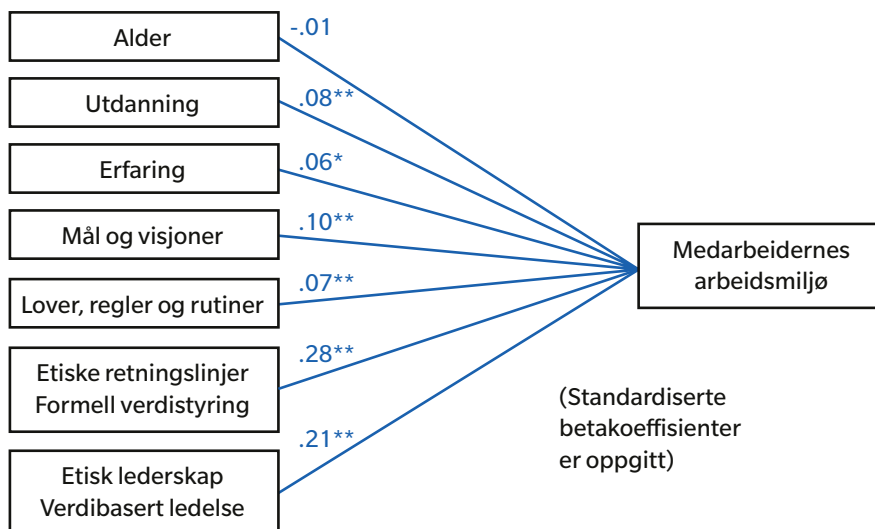 Alder
-.01
Utdanning
.08**
Erfaring
.06*
Mål og visjoner
.10**
Lover, regler og rutiner
.07**
Etiske retningslinjer
Formell verdistyring
.28**
Etisk lederskap
Verdibasert ledelse
.21**
Medarbeidernes
arbeidsmiljø
(Standardiserte
betakoeffisienter
er oppgitt)